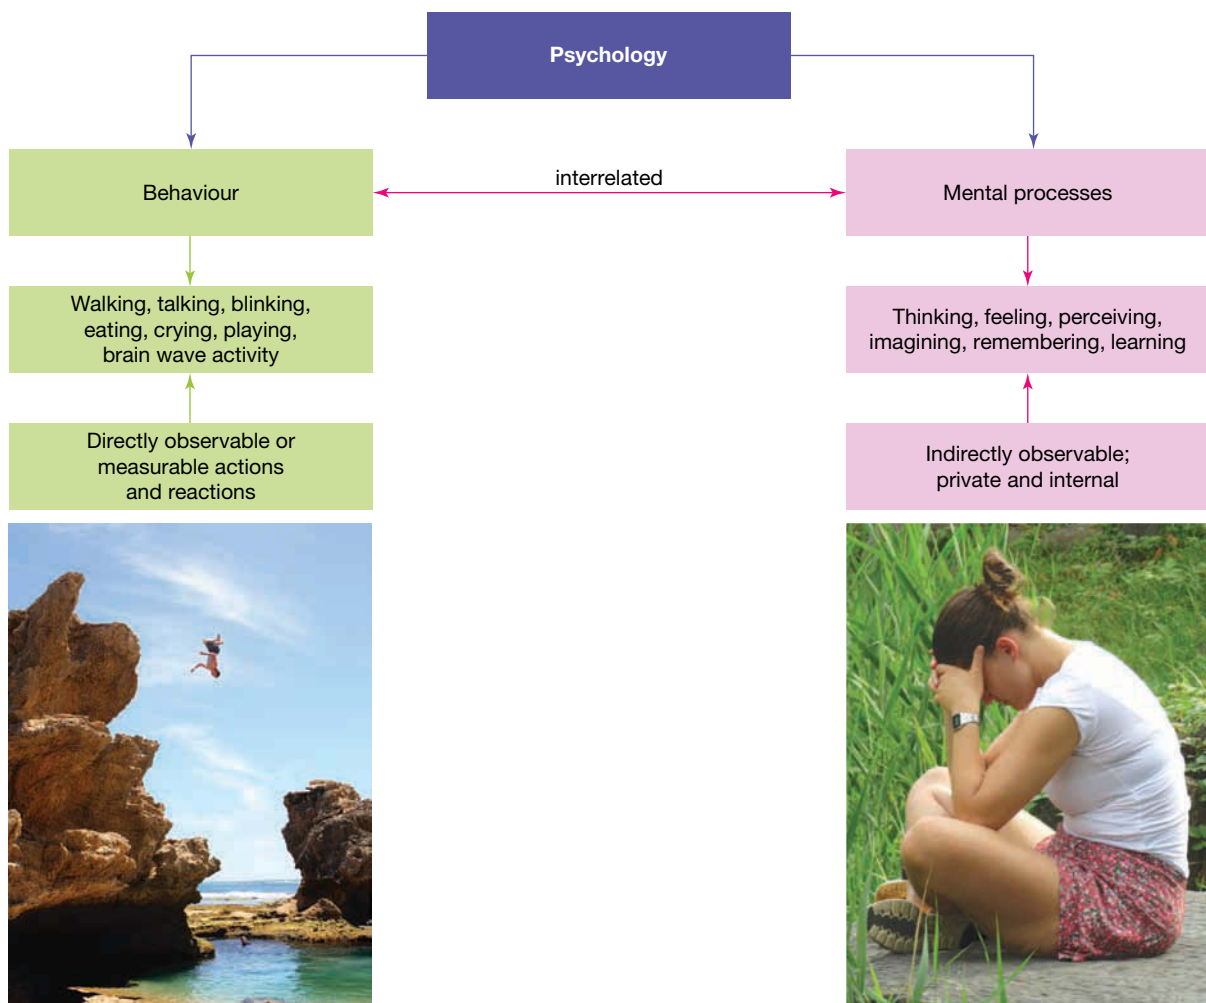 Psychology
Behaviour
interrelated
Mental processes
Walking, talking, blinking,
eating, crying, playing,
brain wave activity
Thinking, feeling, perceiving,
imagining, remembering, learning
Directly observable or
measurable actions
and reactions
Indirectly observable;
private and internal